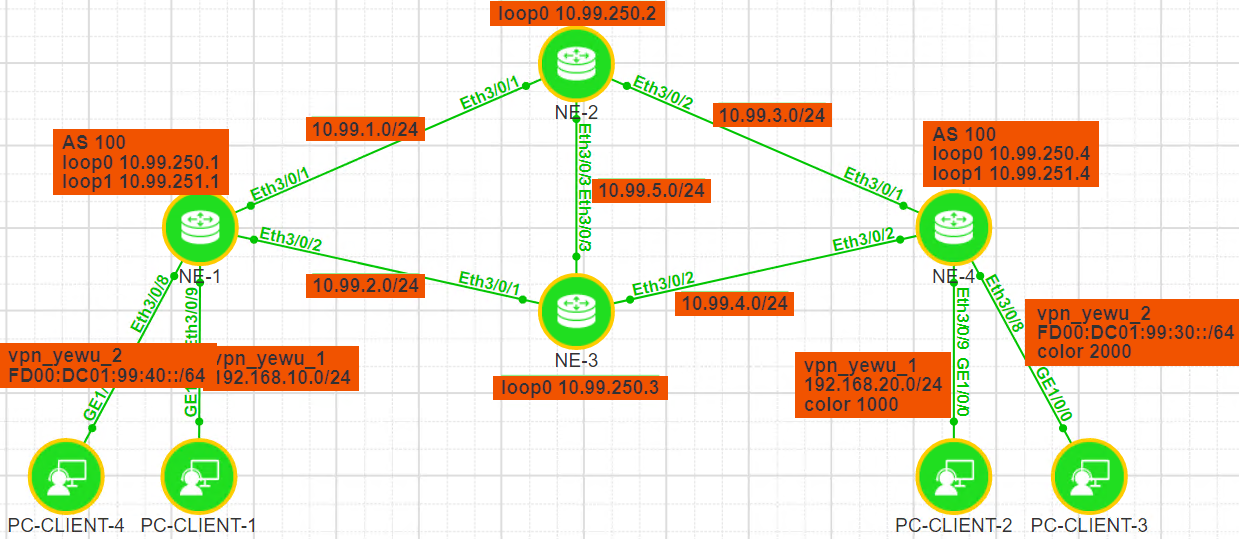 loop0 10.99.250.2
NE-2
Eth3/0/1
Eth3/0/2
Eth3/0/3
10.99.1.0/24
10.99.3.0/24
AS 100
loop0 10.99.250.1
loop1 10.99.251.1
AS 100
loop0 10.99.250.4
loop1 10.99.251.4
Eth3/0/1
Eth3/0/1
10.99.5.0/24
Eth3/0/3
Eth3/0/2
Eth3/0/2
NE-1
NE-4
10.99.2.0/24
Eth3/0/1
Eth3/0/2
10.99.4.0/24
Eth3/0/8
Eth3/0/9
Eth3/0/9
Eth3/0/8
NE-3
loop0 10.99.250.3
vpn_yewu_2
FD00:DC01:99:40::/64
vpn_yewu_1
192.168.10.0/24
vpn_yewu_1
192.168.20.0/24
color 1000
vpn_yewu_2
FD00:DC01:99:30::/64
color 2000
GE1/0/0
GE1/0/0
PC-CLIENT-4
PC-CLIENT-1
PC-CLIENT-2
PC-CLIENT-3